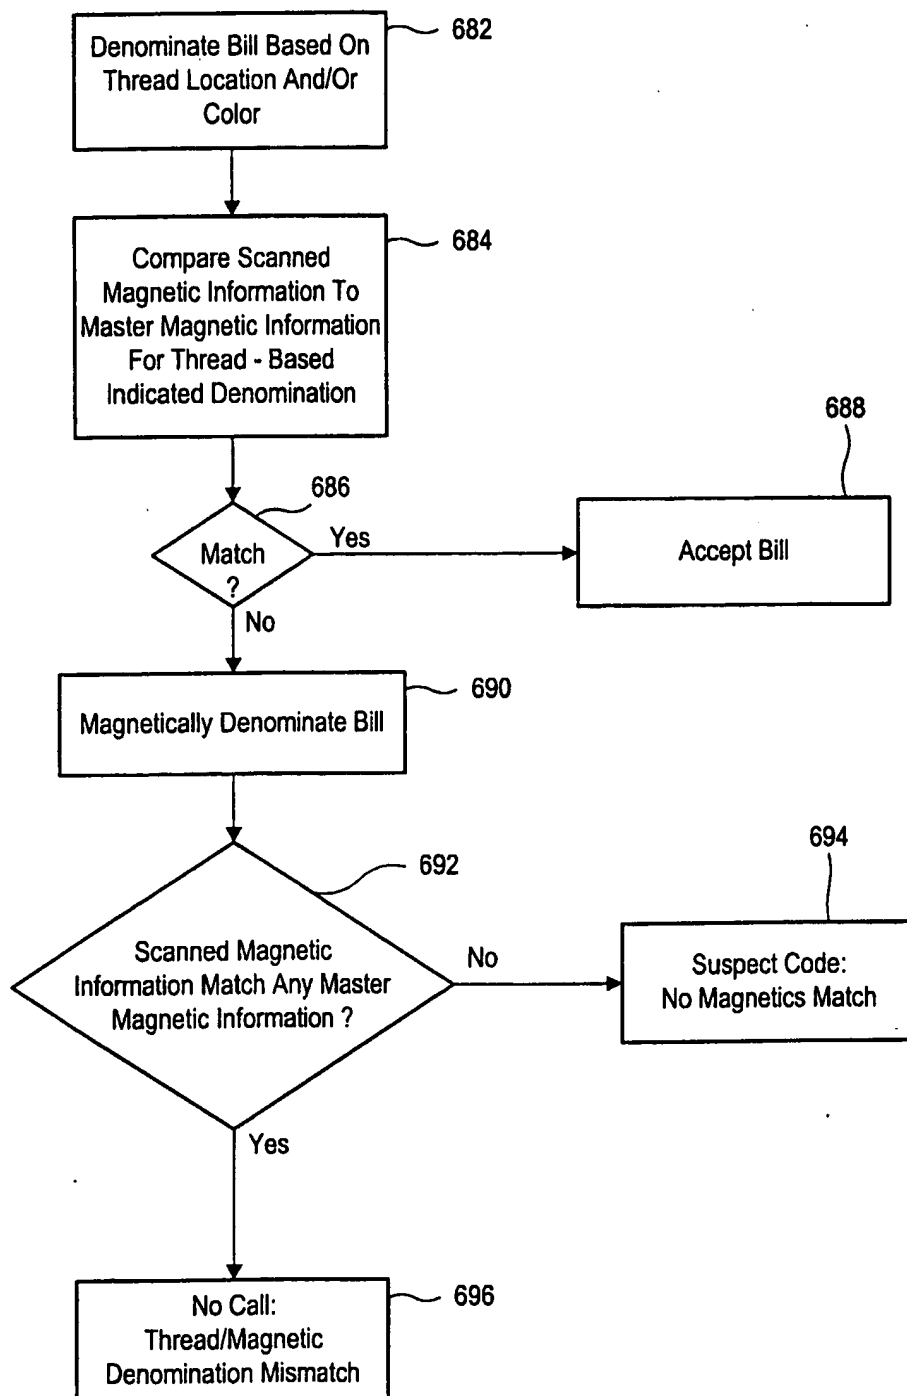 682
Denominate Bill Based On
Thread Location And/Or
Color
684
Compare Scanned
Magnetic Information To
Master Magnetic Information
For Thread - Based
Indicated Denomination
688
686
Match
?
Yes
Accept Bill
No
690
Magnetically Denominate Bill
692
694
Scanned Magnetic
Information Match Any Master
Magnetic Information ?
No
Suspect Code:
No Magnetics Match
Yes
696
No Call:
Thread/Magnetic
Denomination Mismatch